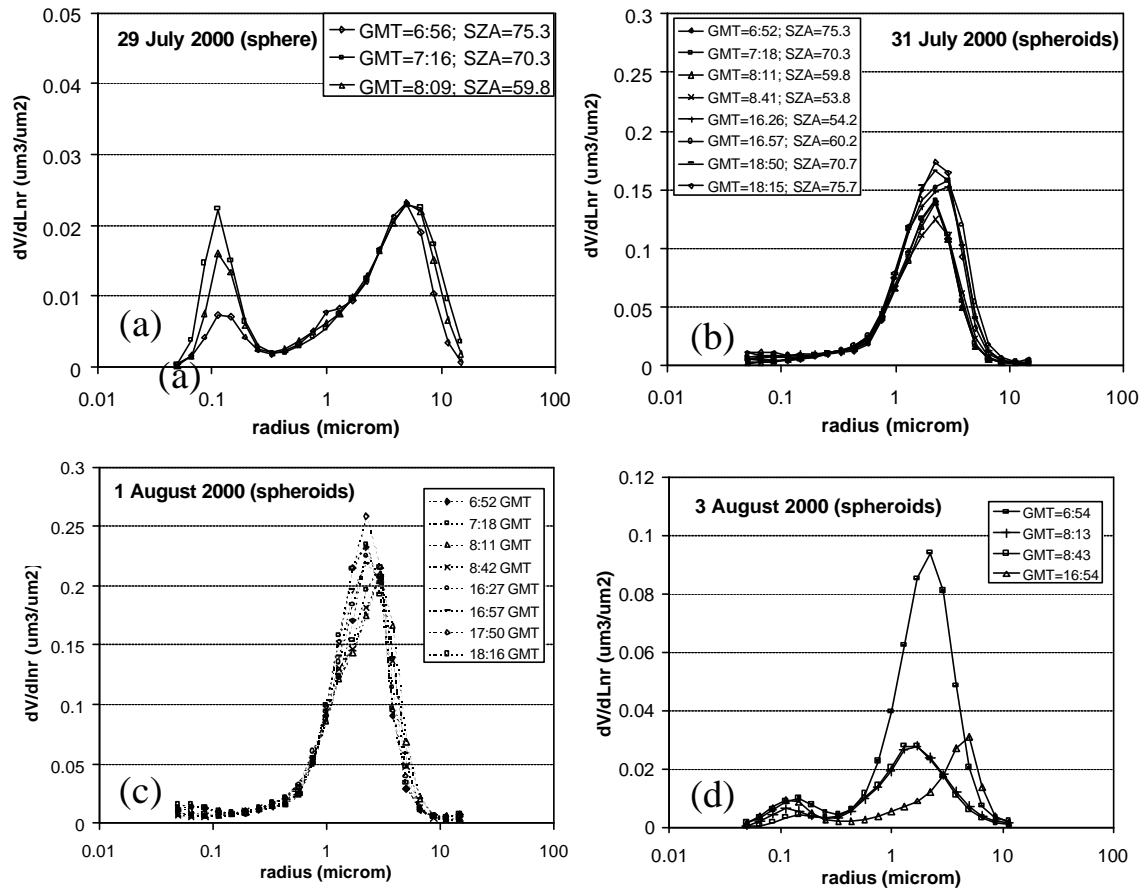 29 July 2000 (sphere)
GMT=6:56; SZA=75.3
GMT=7:16; SZA=70.3
GMT=8:09; SZA=59.8
dV/dLnr (um3/um2)
0.05
0.04
0.03
0.02
0.01
0
(a)
(a)
0.01
0.1
1
10
100
radius (microm)
31 July 2000 (spheroids)
GMT=6:52; SZA=75.3
GMT=7:18; SZA=70.3
GMT=8:11; SZA=59.8
GMT=8.41; SZA=53.8
GMT=16.26; SZA=54.2
GMT=16.57; SZA=60.2
GMT=18:50; SZA=70.7
GMT=18:15; SZA=75.7
dV/dLnr (um3/um2)
0.3
0.25
0.2
0.15
0.1
0.05
0
(b)
0.01
0.1
1
10
100
radius (microm)
1 August 2000 (spheroids)
6:52 GMT
7:18 GMT
8:11 GMT
8:42 GMT
16:27 GMT
16:57 GMT
17:50 GMT
18:16 GMT
dV/dlnr (um3/um2]
0.3
0.25
0.2
0.15
0.1
0.05
0
(c)
0.01
0.1
1
10
100
radius (microm)
3 August 2000 (spheroids)
GMT=6:54
GMT=8:13
GMT=8:43
GMT=16:54
dV/dLnr (um3/um2)
0.12
0.1
0.08
0.06
0.04
0.02
0
(d)
0.01
0.1
1
10
100
radius (microm)